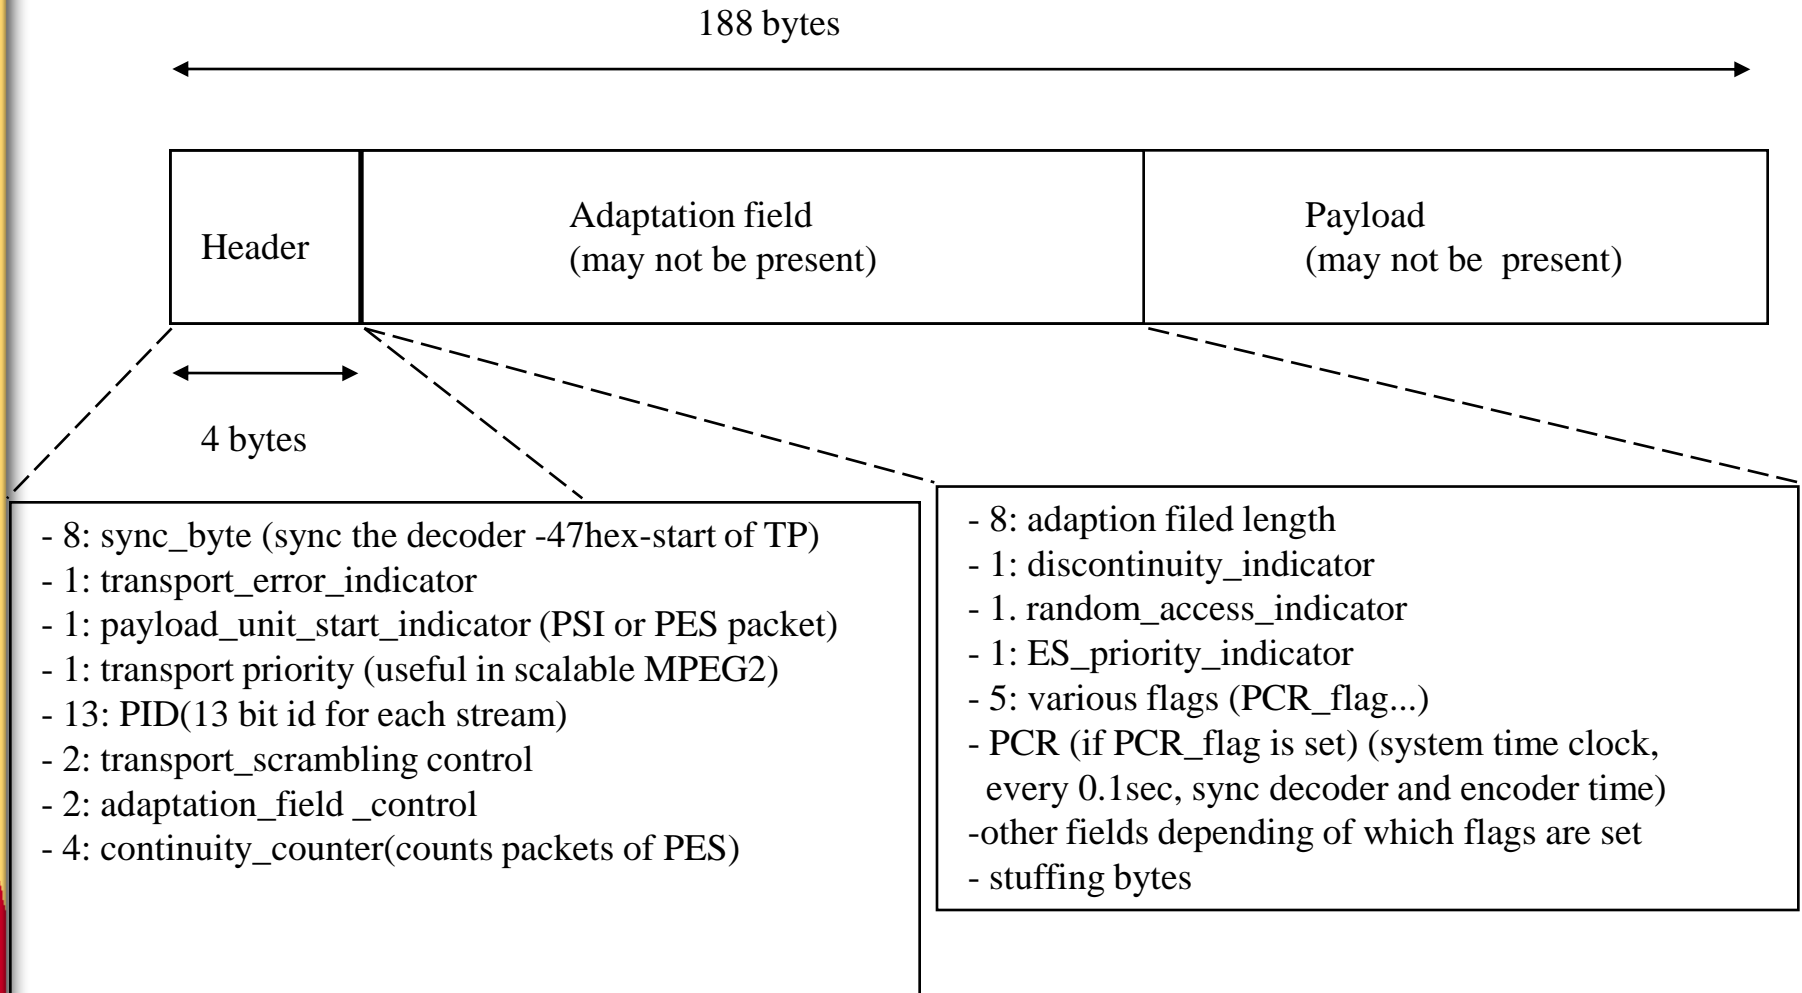 188 bytes
Header
Adaptation field
(may not be present)
Payload
(may not be  present)
4 bytes
- 8: sync_byte (sync the decoder -47hex-start of TP)
- 1: transport_error_indicator
- 1: payload_unit_start_indicator (PSI or PES packet)
- 1: transport priority (useful in scalable MPEG2)
- 13: PID(13 bit id for each stream)
- 2: transport_scrambling control
- 2: adaptation_field _control
- 4: continuity_counter(counts packets of PES)
- 8: adaption filed length
- 1: discontinuity_indicator
- 1. random_access_indicator
- 1: ES_priority_indicator
- 5: various flags (PCR_flag...)
- PCR (if PCR_flag is set) (system time clock,
every 0.1sec, sync decoder and encoder time)
-other fields depending of which flags are set
- stuffing bytes